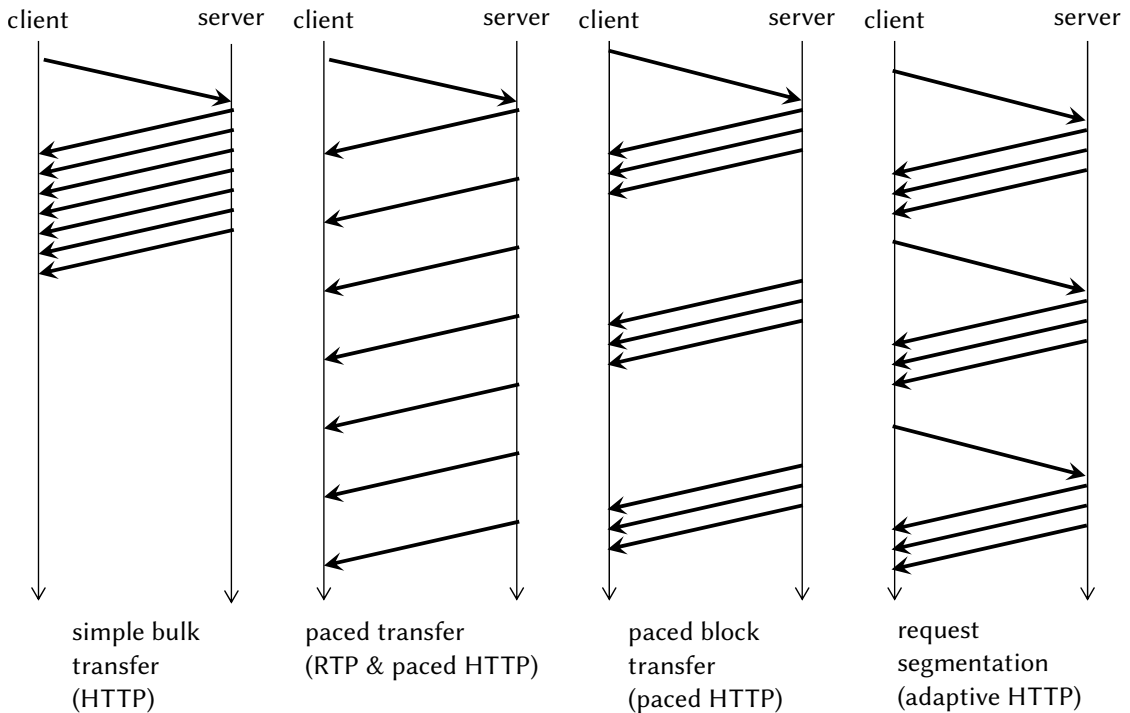 client server
client server
client server
client server
simple bulk
transfer
(HTTP)
paced transfer
(RTP & paced HTTP)
paced block
transfer
(paced HTTP)
request
segmentation
(adaptive HTTP)